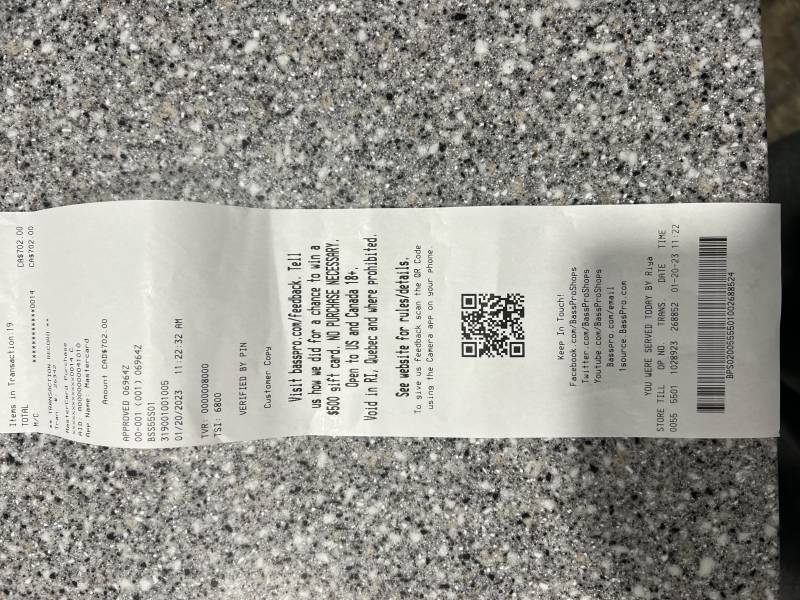 Items in Transaction:19
TOTAL CA$702.00
M/C CA$702.00
************0014
** TRANSACTION RECORD **
MasterCard Purchase
AID: A0000000041010
App Name: Mastercard
Amount CAD$702.00
APPROVED 06964Z
00-001 (001) 06964Z
BSS55S01
319001001005
01/20/2023 11:22:32 AM
TVR: 0000008000
TSI: 6800
VERIFIED BY PIN
Customer Copy
Visit basspro.com/feedback. Tell
us how we did for a chance to win a
$500 gift card. NO PURCHASE NECESSARY.
Open to US and Canada 18+.
Void in RI, Quebec and where prohibited.
See website for rules/details.
To give us feedback scan the QR Code
using the Camera app on your phone.
Keep In Touch!
Facebook.com/BassProShops
Twitter.com/BassProShops
Youtube.com/BassProShops
Basspro.com/email
1source.BassPro.com
YOU WERE SERVED TODAY BY Riya
STORE TILL OP NO. TRANS DATE TIME
0055 5501 1028923 268852 01-20-23 11:22